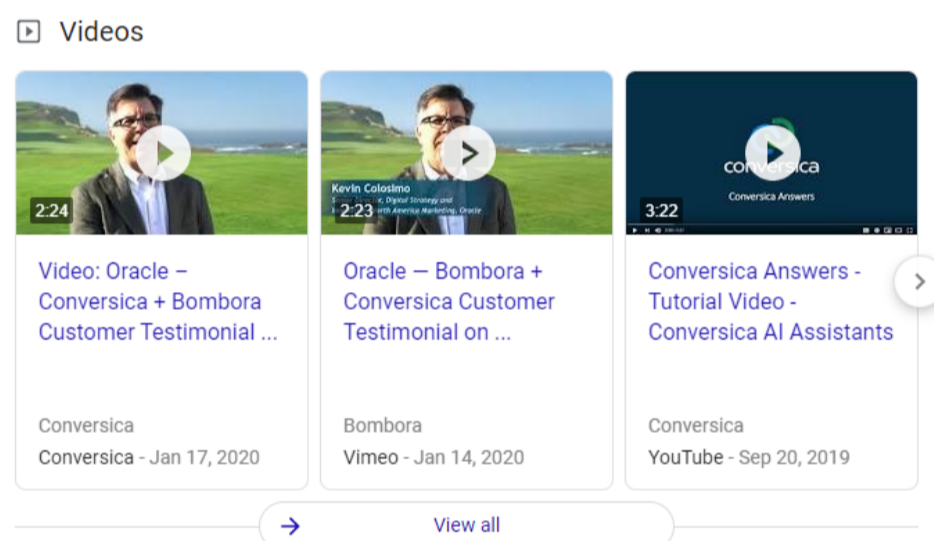 Videos
2:24
Video: Oracle –
Conversica + Bombora
Customer Testimonial ...
Conversica
Conversica - Jan 17, 2020
Kevin Colosimo
Digital Strategy and
North America Marketing, Oracle
2:23
Oracle — Bombora +
Conversica Customer
Testimonial on ...
Bombora
Vimeo - Jan 14, 2020
conversica
Conversica Answers
3:22
Conversica Answers -
Tutorial Video -
Conversica AI Assistants
Conversica
YouTube - Sep 20, 2019
View all